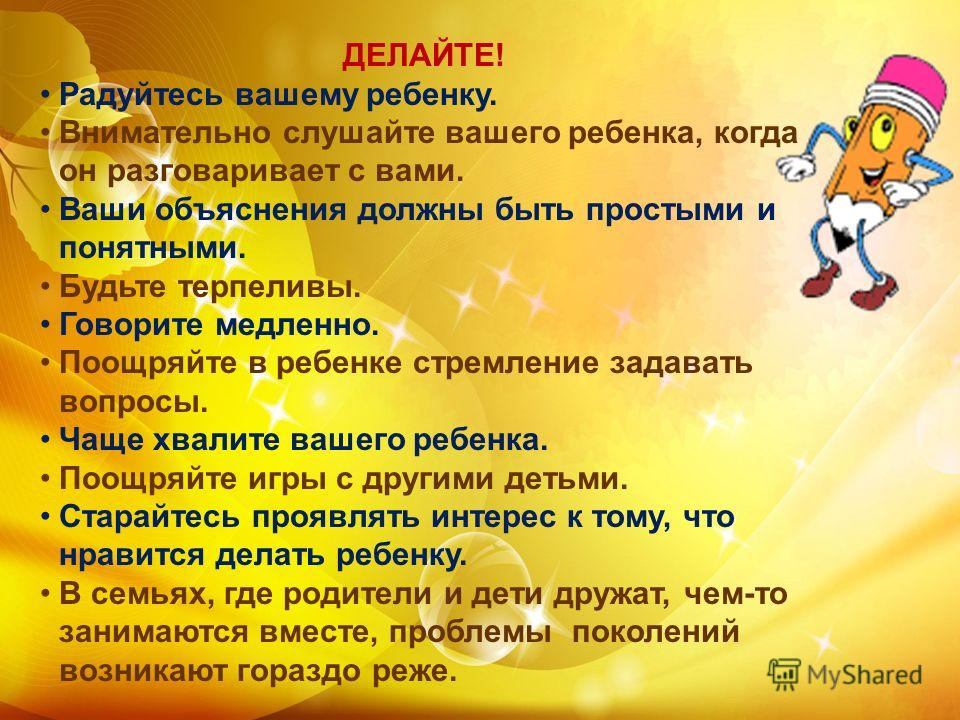 ДЕЛАЙТЕ!
• Радуйтесь вашему ребенку.
• Внимательно слушайте вашего ребенка, когда
он разговаривает с вами.
• Ваши объяснения должны быть простыми и
понятными.
• Будьте терпеливы.
• Говорите медленно.
• Поощряйте в ребенке стремление задавать
вопросы.
• Чаще хвалите вашего ребенка.
• Поощряйте игры с другими детьми.
• Старайтесь проявлять интерес к тому, что
нравится делать ребенку.
• В семьях, где родители и дети дружат, чем-то
занимаются вместе, проблемы поколений
возникают гораздо реже.
MyShared